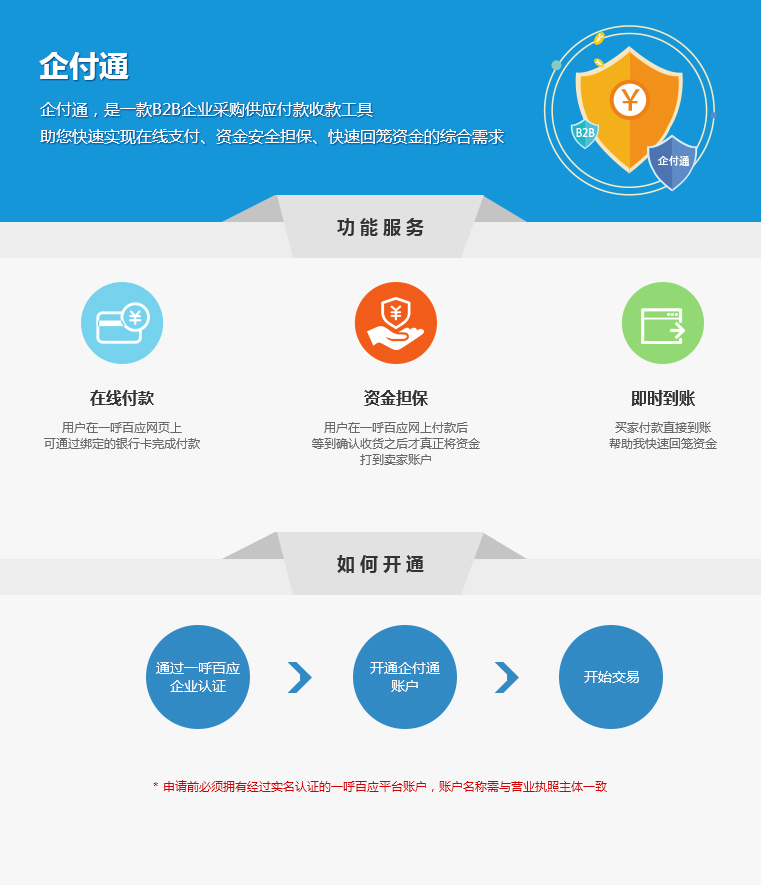 企付通
企付通，是一款B2B企业采购供应付款收款工具
助您快速实现在线支付、资金安全担保、快速回笼资金的综合需求
¥
B2B
企付通
功能服务
¥
¥
在线付款
用户在一呼百应网页上
可通过绑定的银行卡完成付款
资金担保
用户在一呼百应网上付款后
等到确认收货之后才真正将资金
打到卖家账户
即时到账
买家付款直接到账
帮助我快速回笼资金
如何开通
通过一呼百应
企业认证
开通企付通
账户
开始交易
* 申请前必须拥有经过实名认证的一呼百应平台账户，账户名称需与营业执照主体一致